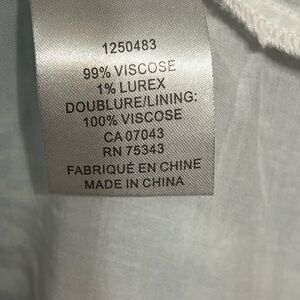 1250483
99% VISCOSE
1% LUREX
DOUBLURE/LINING:
100% VISCOSE
CA 07043
RN 75343
FABRIQUÉ EN CHINE
MADE IN CHINA